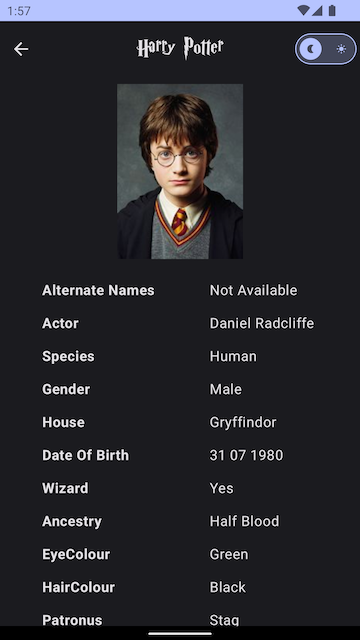 1:57
Harry Potter
Alternate Names Not Available
Actor Daniel Radcliffe
Species Human
Gender Male
House Gryffindor
Date Of Birth 31 07 1980
Wizard Yes
Ancestry Half Blood
EyeColour Green
HairColour Black
Patronus Stag